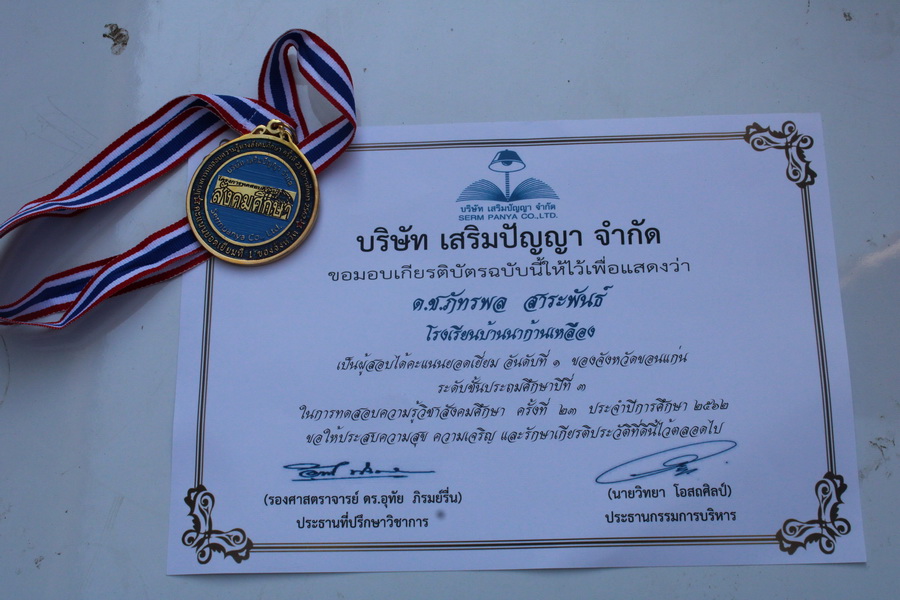 สังคมศึกษา
บริษัท เสริมปัญญา จำกัด
SERM PANYA CO.,LTD.
บริษัท เสริมปัญญา จำกัด
ขอมอบเกียรติบัตรฉบับนี้ให้ไว้เพื่อแสดงว่า
ด.ช.ภัทรพล สาระพันธ์
โรงเรียนบ้านนาก้านเหลือง
เป็นผู้สอบได้คะแนนยอดเยี่ยม อันดับที่ ๑ ของจังหวัดขอนแก่น
ระดับชั้นประถมศึกษาปีที่ ๓
ในการทดสอบความรู้วิชาสังคมศึกษา ครั้งที่ ๒๓ ประจำปีการศึกษา ๒๕๖๒
ขอให้ประสบความสุข ความเจริญ และรักษาเกียรติประวัติที่ดีนี้ไว้ตลอดไป
(รองศาสตราจารย์ ดร.อุทัย ภิรมย์รื่น)
ประธานที่ปรึกษาวิชาการ
(นายวิทยา โอสถศิลป์)
ประธานกรรมการบริหาร